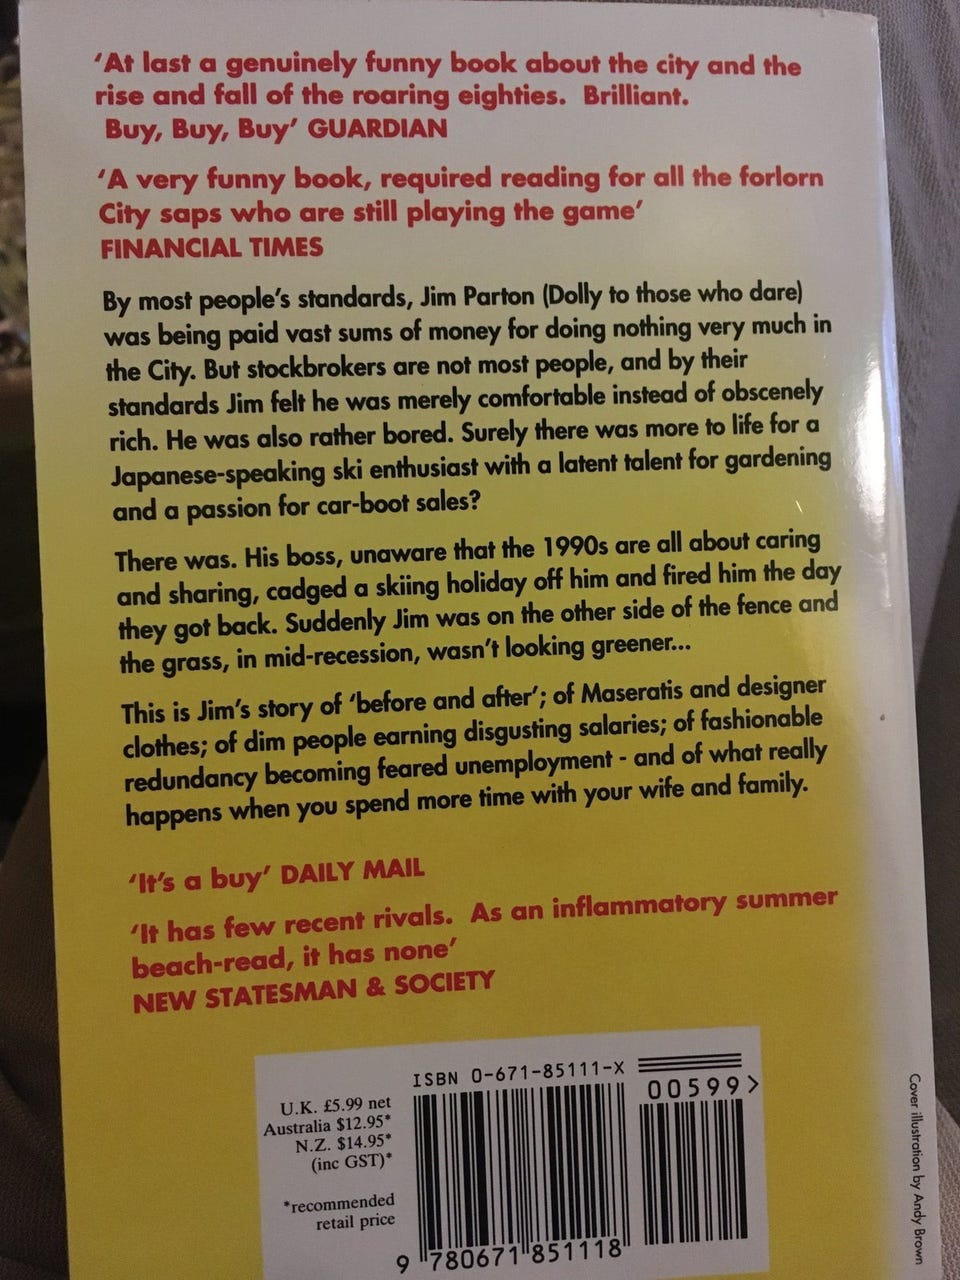 ‘At last a genuinely funny book about the city and the
rise and fall of the roaring eighties.  Brilliant.
Buy, Buy, Buy’ GUARDIAN
‘A very funny book, required reading for all the forlorn
City saps who are still playing the game’
FINANCIAL TIMES
By most people’s standards, Jim Parton (Dolly to those who dare)
was being paid vast sums of money for doing nothing very much in
the City. But stockbrokers are not most people, and by their
standards Jim felt he was merely comfortable instead of obscenely
rich. He was also rather bored. Surely there was more to life for a
Japanese-speaking ski enthusiast with a latent talent for gardening
and a passion for car-boot sales?
There was. His boss, unaware that the 1990s are all about caring
and sharing, cadged a skiing holiday off him and fired him the day
they got back. Suddenly Jim was on the other side of the fence and
the grass, in mid-recession, wasn’t looking greener...
This is Jim’s story of ‘before and after’; of Maseratis and designer
clothes; of dim people earning disgusting salaries; of fashionable
redundancy becoming feared unemployment - and of what really
happens when you spend more time with your wife and family.
‘It’s a buy’ DAILY MAIL
‘It has few recent rivals.  As an inflammatory summer
beach-read, it has none’
NEW STATESMAN & SOCIETY
ISBN 0-671-85111-X
00599>
U.K. £5.99 net
Australia $12.95*
N.Z. $14.95*
(inc GST)*
*recommended
retail price
9 780671 851118
Cover illustration by Andy Brown